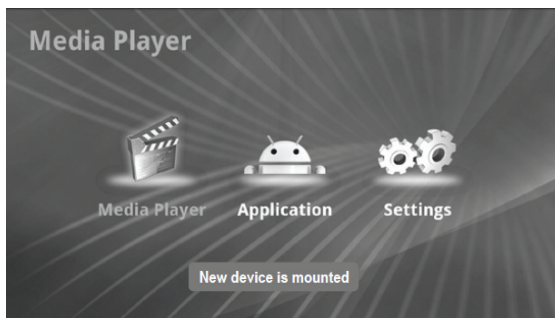 Media Player
Media Player Application Settings
New device is mounted